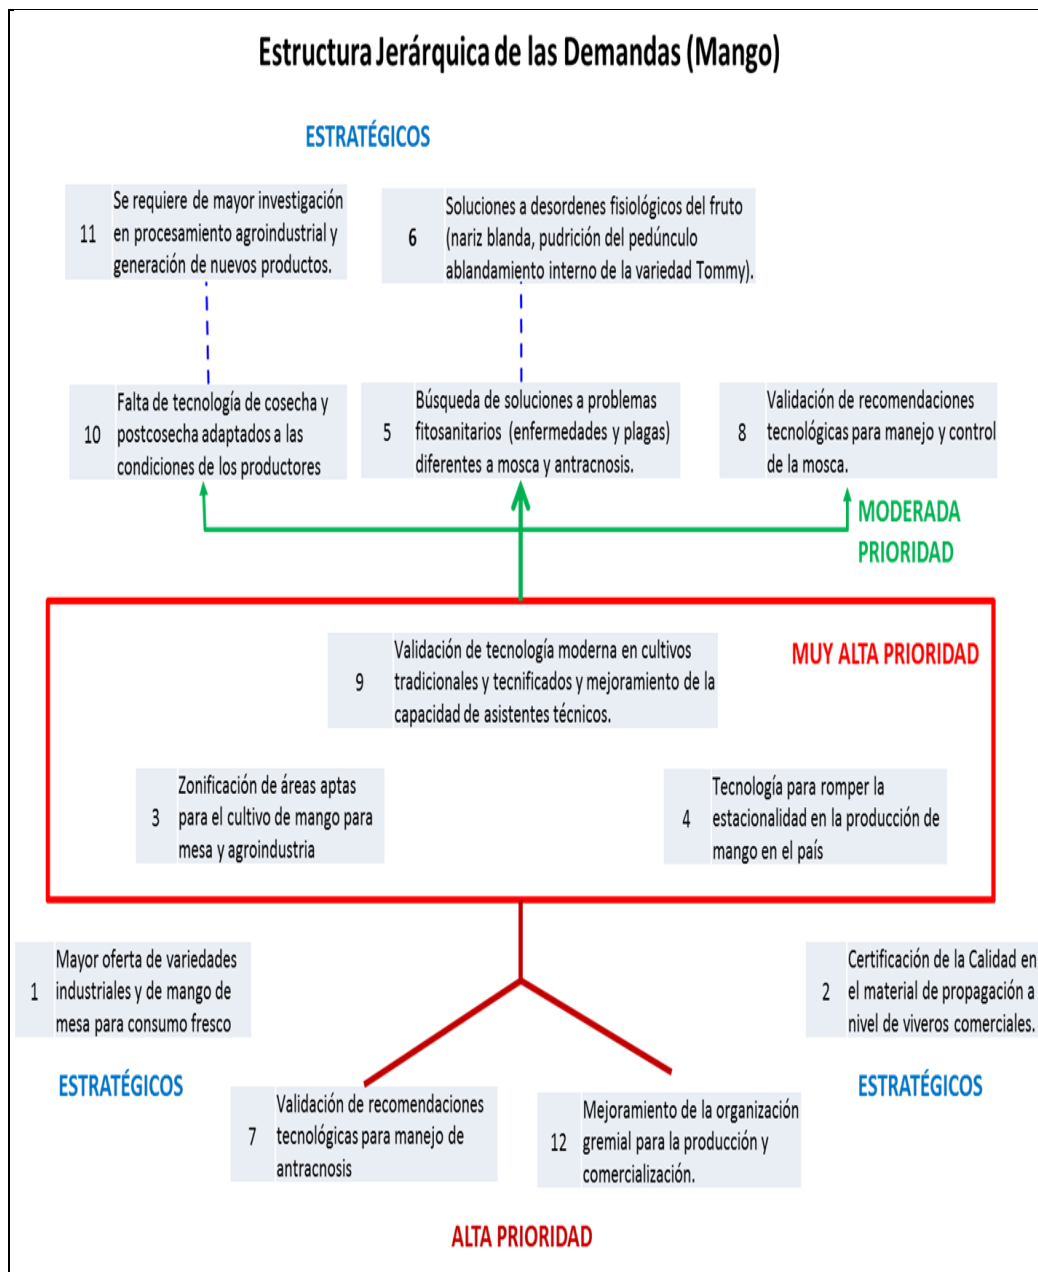 Estructura Jerárquica de las Demandas (Mango)
ESTRATÉGICOS
11
Se requiere de mayor investigación
en procesamiento agroindustrial y
generación de nuevos productos.
6
Soluciones a desordenes fisiológicos del fruto
(nariz blanda, pudrición del pedúnculo
ablandamiento interno de la variedad Tommy).
10
Falta de tecnología de cosecha y
postcosecha adaptados a las
condiciones de los productores
5
Búsqueda de soluciones a problemas
fitosanitarios (enfermedades y plagas)
diferentes a mosca y antracnosis.
8
Validación de recomendaciones
tecnológicas para manejo y control
de la mosca.
MODERADA
PRIORIDAD
MUY ALTA PRIORIDAD
9
Validación de tecnología moderna en cultivos
tradicionales y tecnificados y mejoramiento de la
capacidad de asistentes técnicos.
3
Zonificación de áreas aptas
para el cultivo de mango para
mesa y agroindustria
4
Tecnología para romper la
estacionalidad en la producción de
mango en el país
1
Mayor oferta de variedades
industriales y de mango de
mesa para consumo fresco
2
Certificación de la Calidad en
el material de propagación a
nivel de viveros comerciales.
ESTRATÉGICOS
ESTRATÉGICOS
7
Validación de recomendaciones
tecnológicas para manejo de
antracnosis
12
Mejoramiento de la organización
gremial para la producción y
comercialización.
ALTA PRIORIDAD